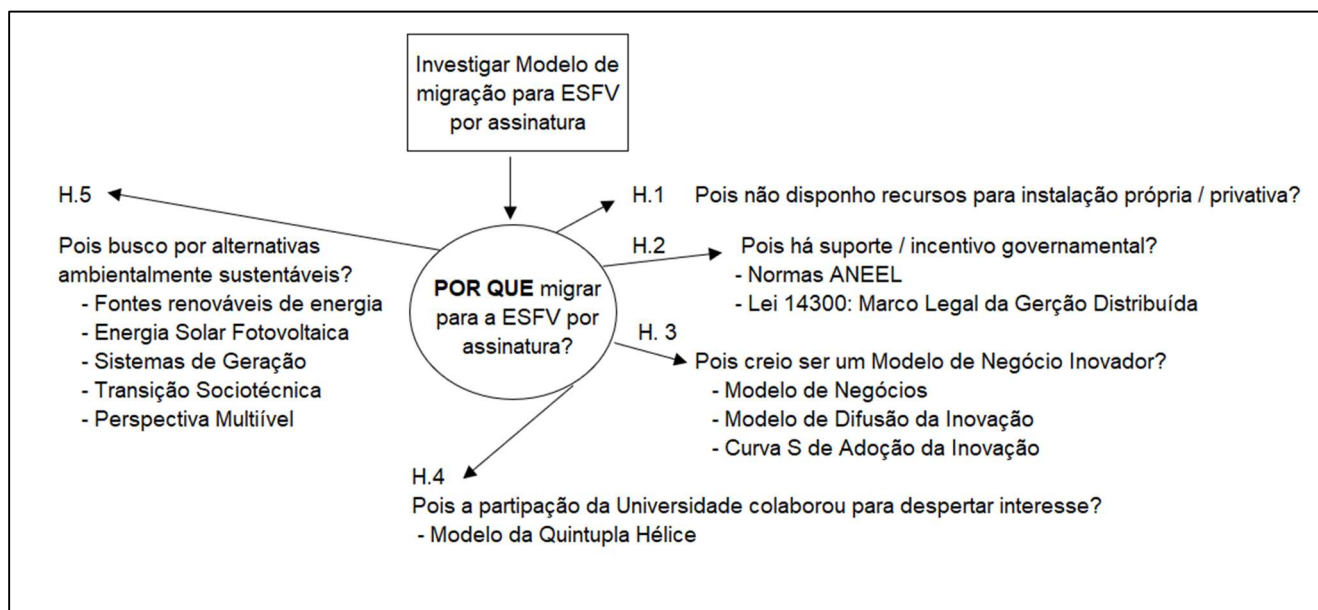 Investigar Modelo de
migração para ESFV
por assinatura
H.5
Pois busco por alternativas
ambientalmente sustentáveis?
- Fontes renováveis de energia
- Energia Solar Fotovoltaica
- Sistemas de Geração
- Transição Sociotécnica
- Perspectiva Multiível
POR QUE migrar
para a ESFV por
assinatura?
H.1 Pois não disponho recursos para instalação própria / privativa?
H.2 Pois há suporte / incentivo governamental?
- Normas ANEEL
- Lei 14300: Marco Legal da Gerção Distribuída
H. 3
Pois creio ser um Modelo de Negócio Inovador?
- Modelo de Negócios
- Modelo de Difusão da Inovação
- Curva S de Adoção da Inovação
H.4
Pois a partipação da Universidade colaborou para despertar interesse?
- Modelo da Quintupla Hélice